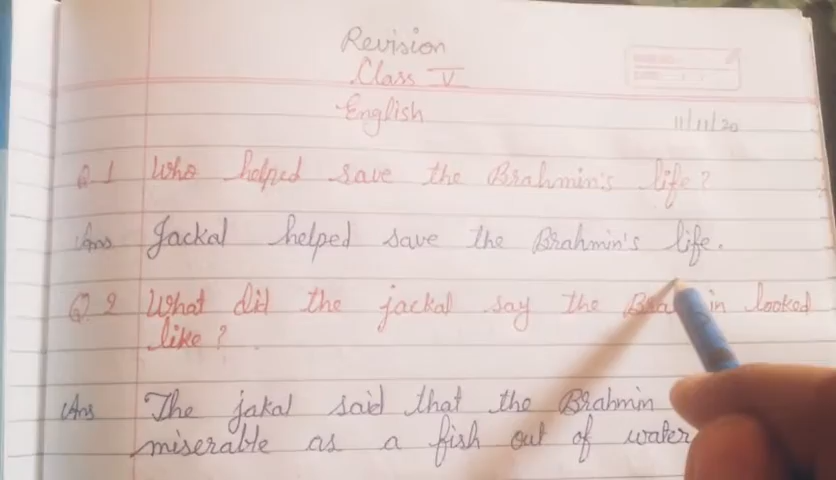 Revision
Class V
English
11/11/20
Q 1 Who helped save the Brahmin's life?
Ans Jackal helped save the Brahmin's life.
Q 2 What did the jackal say the Bra in looked
like?
Ans The jakal said that the Brahmin
miserable as a fish out of water